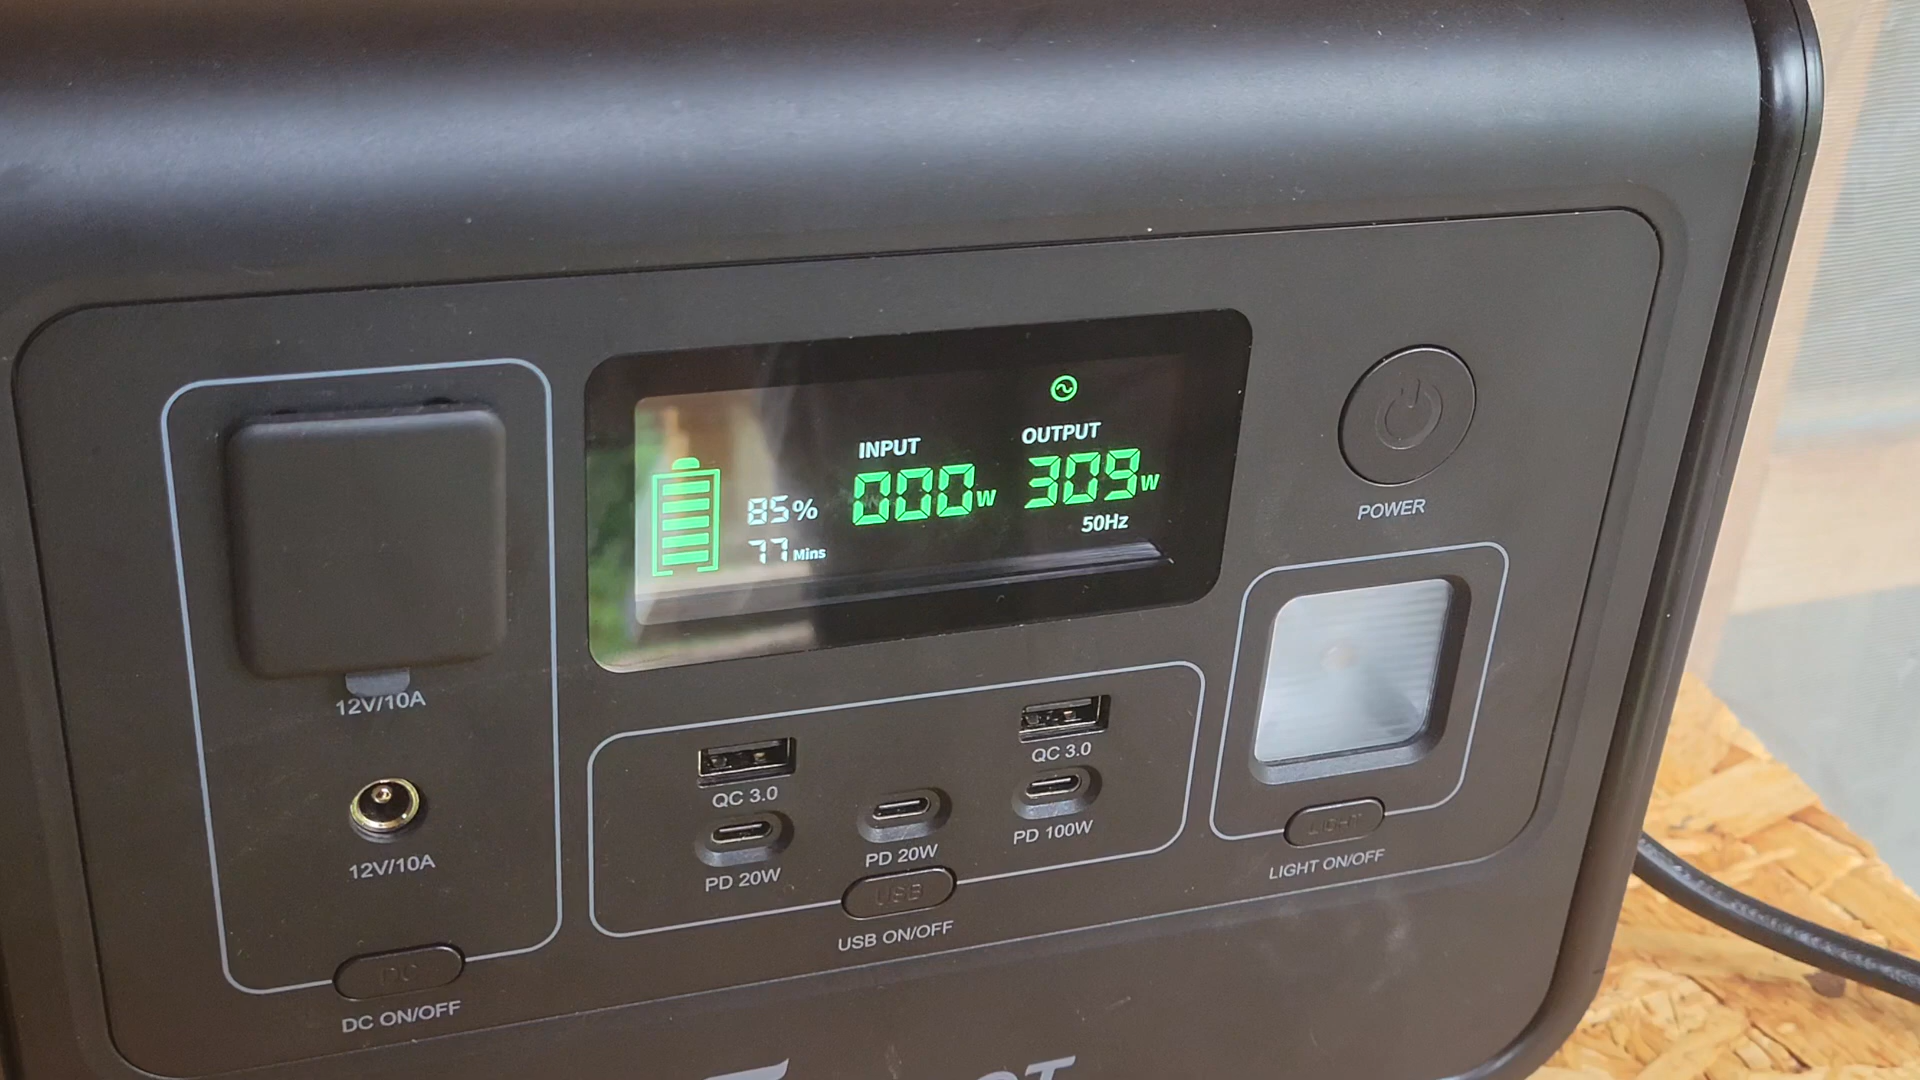 INPUT
OUTPUT
85%
000W
309W
77 Mins
50Hz
POWER
12V/10A
12V/10A
DC
DC ON/OFF
QC 3.0
QC 3.0
PD 20W
PD 20W
PD 100W
USB
USB ON/OFF
LIGHT
LIGHT ON/OFF